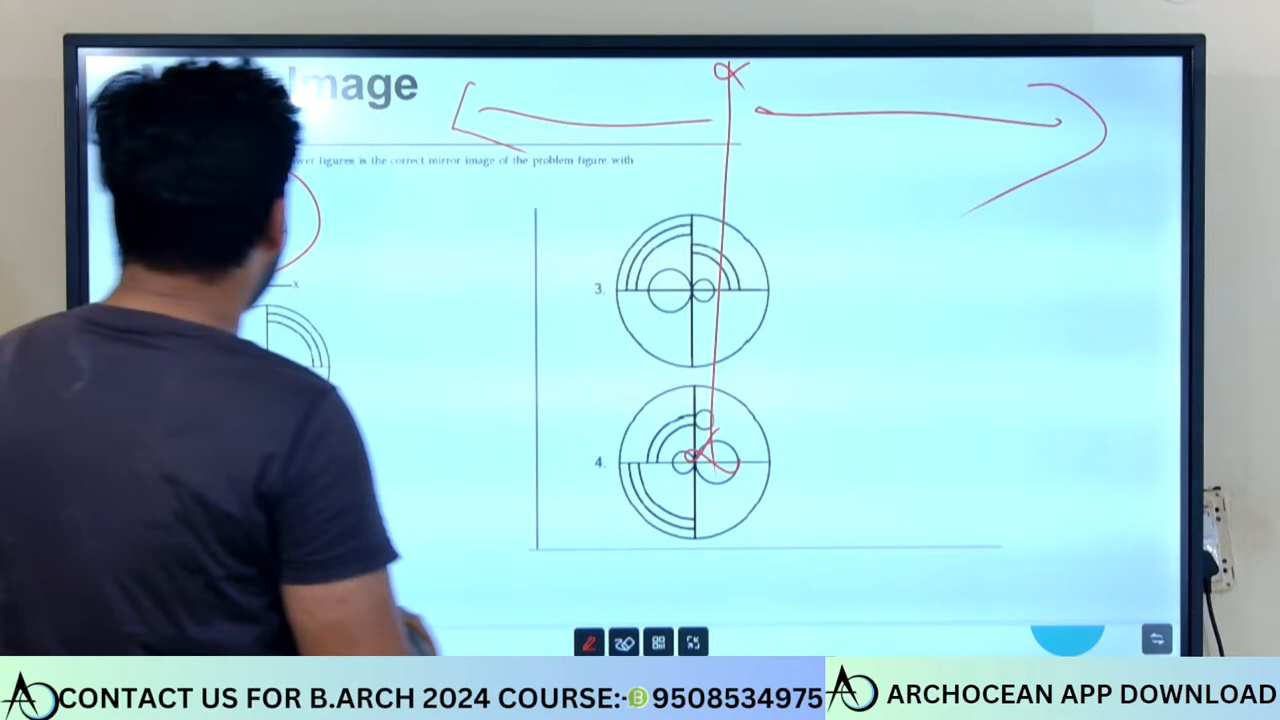 Image
wer figures is the correct mirror image of the problem figure with
X
3.
4.
CONTACT US FOR B.ARCH 2024 COURSE:- 9508534975
ARCHOCEAN APP DOWNLOAD